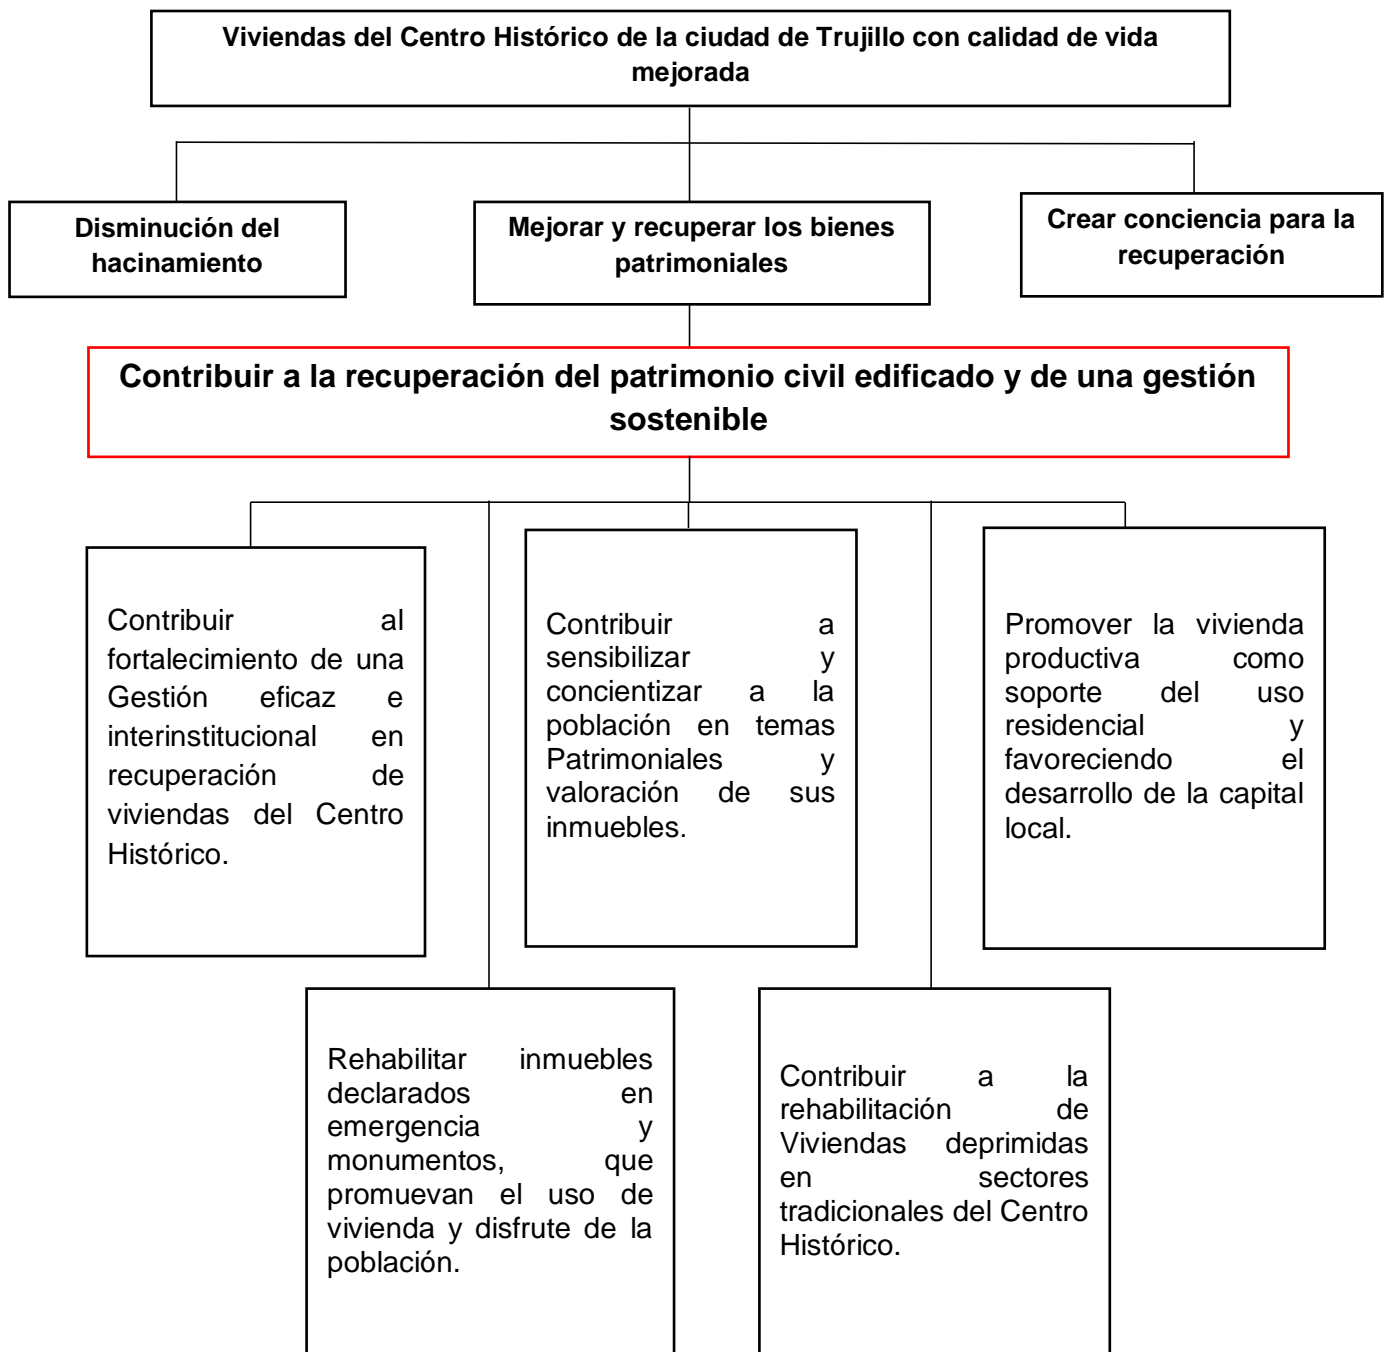 Viviendas del Centro Histórico de la ciudad de Trujillo con calidad de vida
mejorada
Disminución del
hacinamiento
Mejorar y recuperar los bienes
patrimoniales
Crear conciencia para la
recuperación
Contribuir a la recuperación del patrimonio civil edificado y de una gestión
sostenible
Contribuir al
fortalecimiento de una
Gestión eficaz e
interinstitucional en
recuperación de
viviendas del Centro
Histórico.
Contribuir a
sensibilizar y
concientizar a la
población en temas
Patrimoniales y
valoración de sus
inmuebles.
Promover la vivienda
productiva como
soporte del uso
residencial y
favoreciendo el
desarrollo de la capital
local.
Rehabilitar inmuebles
declarados en
emergencia y
monumentos, que
promuevan el uso de
vivienda y disfrute de la
población.
Contribuir a la
rehabilitación de
Viviendas deprimidas
en sectores
tradicionales del Centro
Histórico.